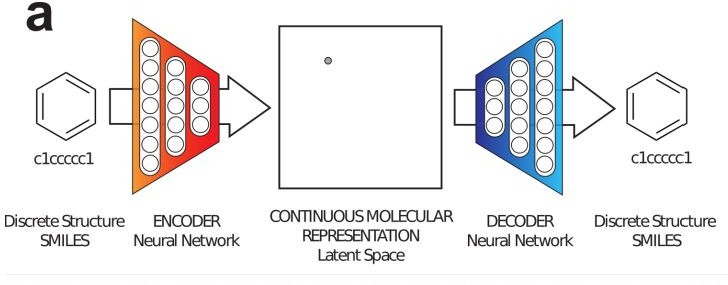 a
c1ccccc1
c1ccccc1
Discrete Structure
SMILES
ENCODER
Neural Network
CONTINUOUS MOLECULAR
REPRESENTATION
Latent Space
DECODER
Neural Network
Discrete Structure
SMILES